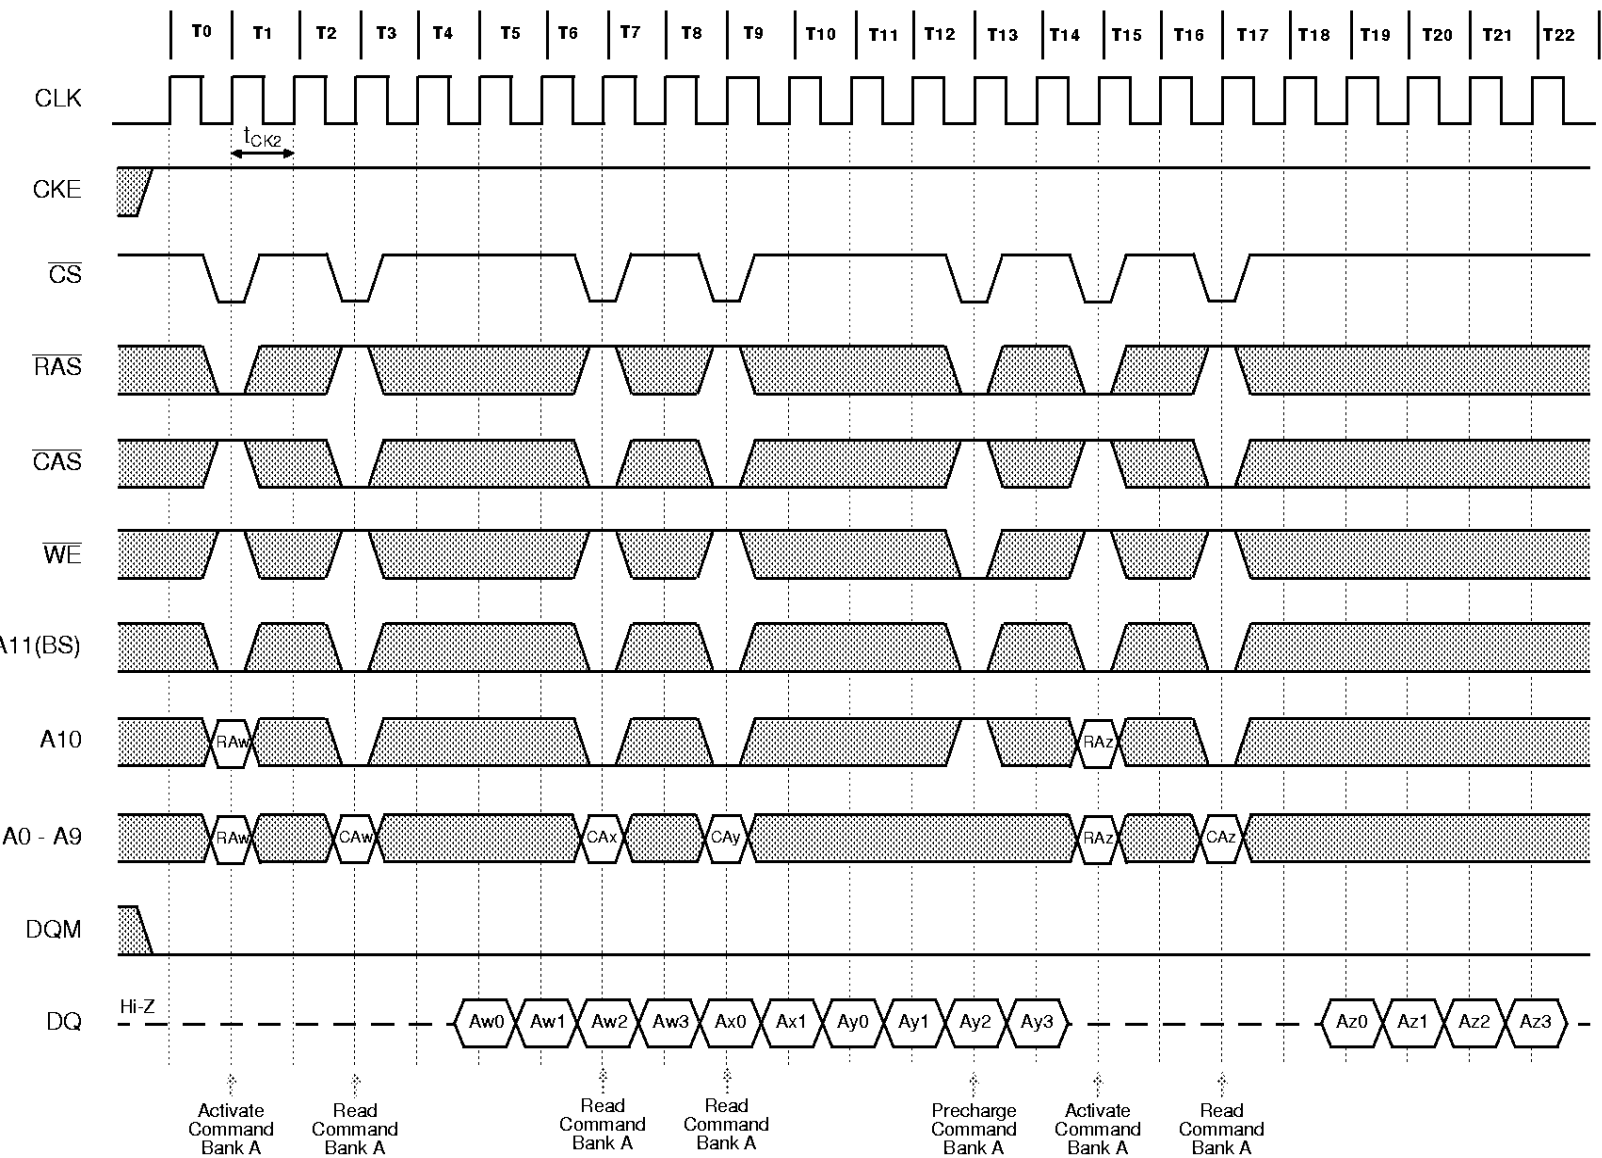 T0 T1 T2 T3 T4 T5 T6 T7 T8 T9 T10 T11 T12 T13 T14 T15 T16 T17 T18 T19 T20 T21 T22
CLK
tCK2
CKE
CS
RAS
CAS
WE
A11(BS)
A10 RAw RAz
A0 - A9 RAw CAw CAx CAy RAz CAz
DQM
DQ Hi-Z Aw0 Aw1 Aw2 Aw3 Ax0 Ax1 Ay0 Ay1 Ay2 Ay3 Az0 Az1 Az2 Az3
Activate
Command
Bank A
Read
Command
Bank A
Read
Command
Bank A
Read
Command
Bank A
Precharge
Command
Bank A
Activate
Command
Bank A
Read
Command
Bank A